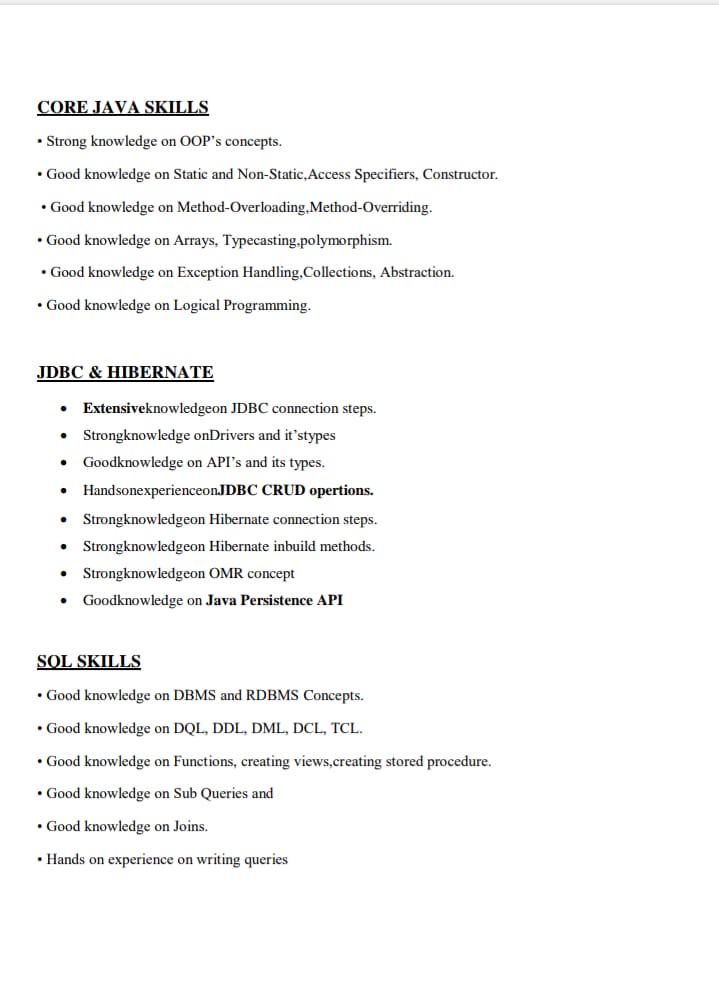 CORE JAVA SKILLS
• Strong knowledge on OOP’s concepts.
• Good knowledge on Static and Non-Static,Access Specifiers, Constructor.
• Good knowledge on Method-Overloading,Method-Overriding.
• Good knowledge on Arrays, Typecasting,polymorphism.
• Good knowledge on Exception Handling,Collections, Abstraction.
• Good knowledge on Logical Programming.
JDBC & HIBERNATE
• Extensiveknowledgeon JDBC connection steps.
• Strongknowledge onDrivers and it’stypes
• Goodknowledge on API’s and its types.
• HandsonexperienceonJDBC CRUD opertions.
• Strongknowledgeon Hibernate connection steps.
• Strongknowledgeon Hibernate inbuild methods.
• Strongknowledgeon OMR concept
• Goodknowledge on Java Persistence API
SQL SKILLS
• Good knowledge on DBMS and RDBMS Concepts.
• Good knowledge on DQL, DDL, DML, DCL, TCL.
• Good knowledge on Functions, creating views,creating stored procedure.
• Good knowledge on Sub Queries and
• Good knowledge on Joins.
• Hands on experience on writing queries